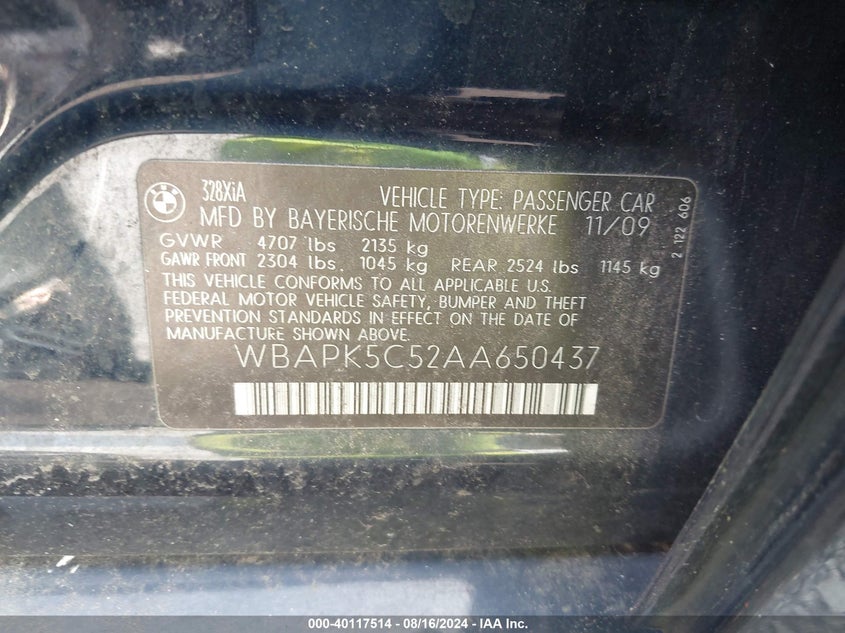 BMW
328XiA
VEHICLE TYPE: PASSENGER CAR
MFD BY BAYERISCHE MOTORENWERKE 11/09
GVWR 4707 lbs 2135 kg
GAWR FRONT 2304 lbs. 1045 kg REAR 2524 lbs 1145 kg
THIS VEHICLE CONFORMS TO ALL APPLICABLE U.S.
FEDERAL MOTOR VEHICLE SAFETY, BUMPER AND THEFT
PREVENTION STANDARDS IN EFFECT ON THE DATE OF
MANUFACTURE SHOWN ABOVE.
WBAPK5C52AA650437
2 122 606
000-40117514 - 08/16/2024 - IAA Inc.